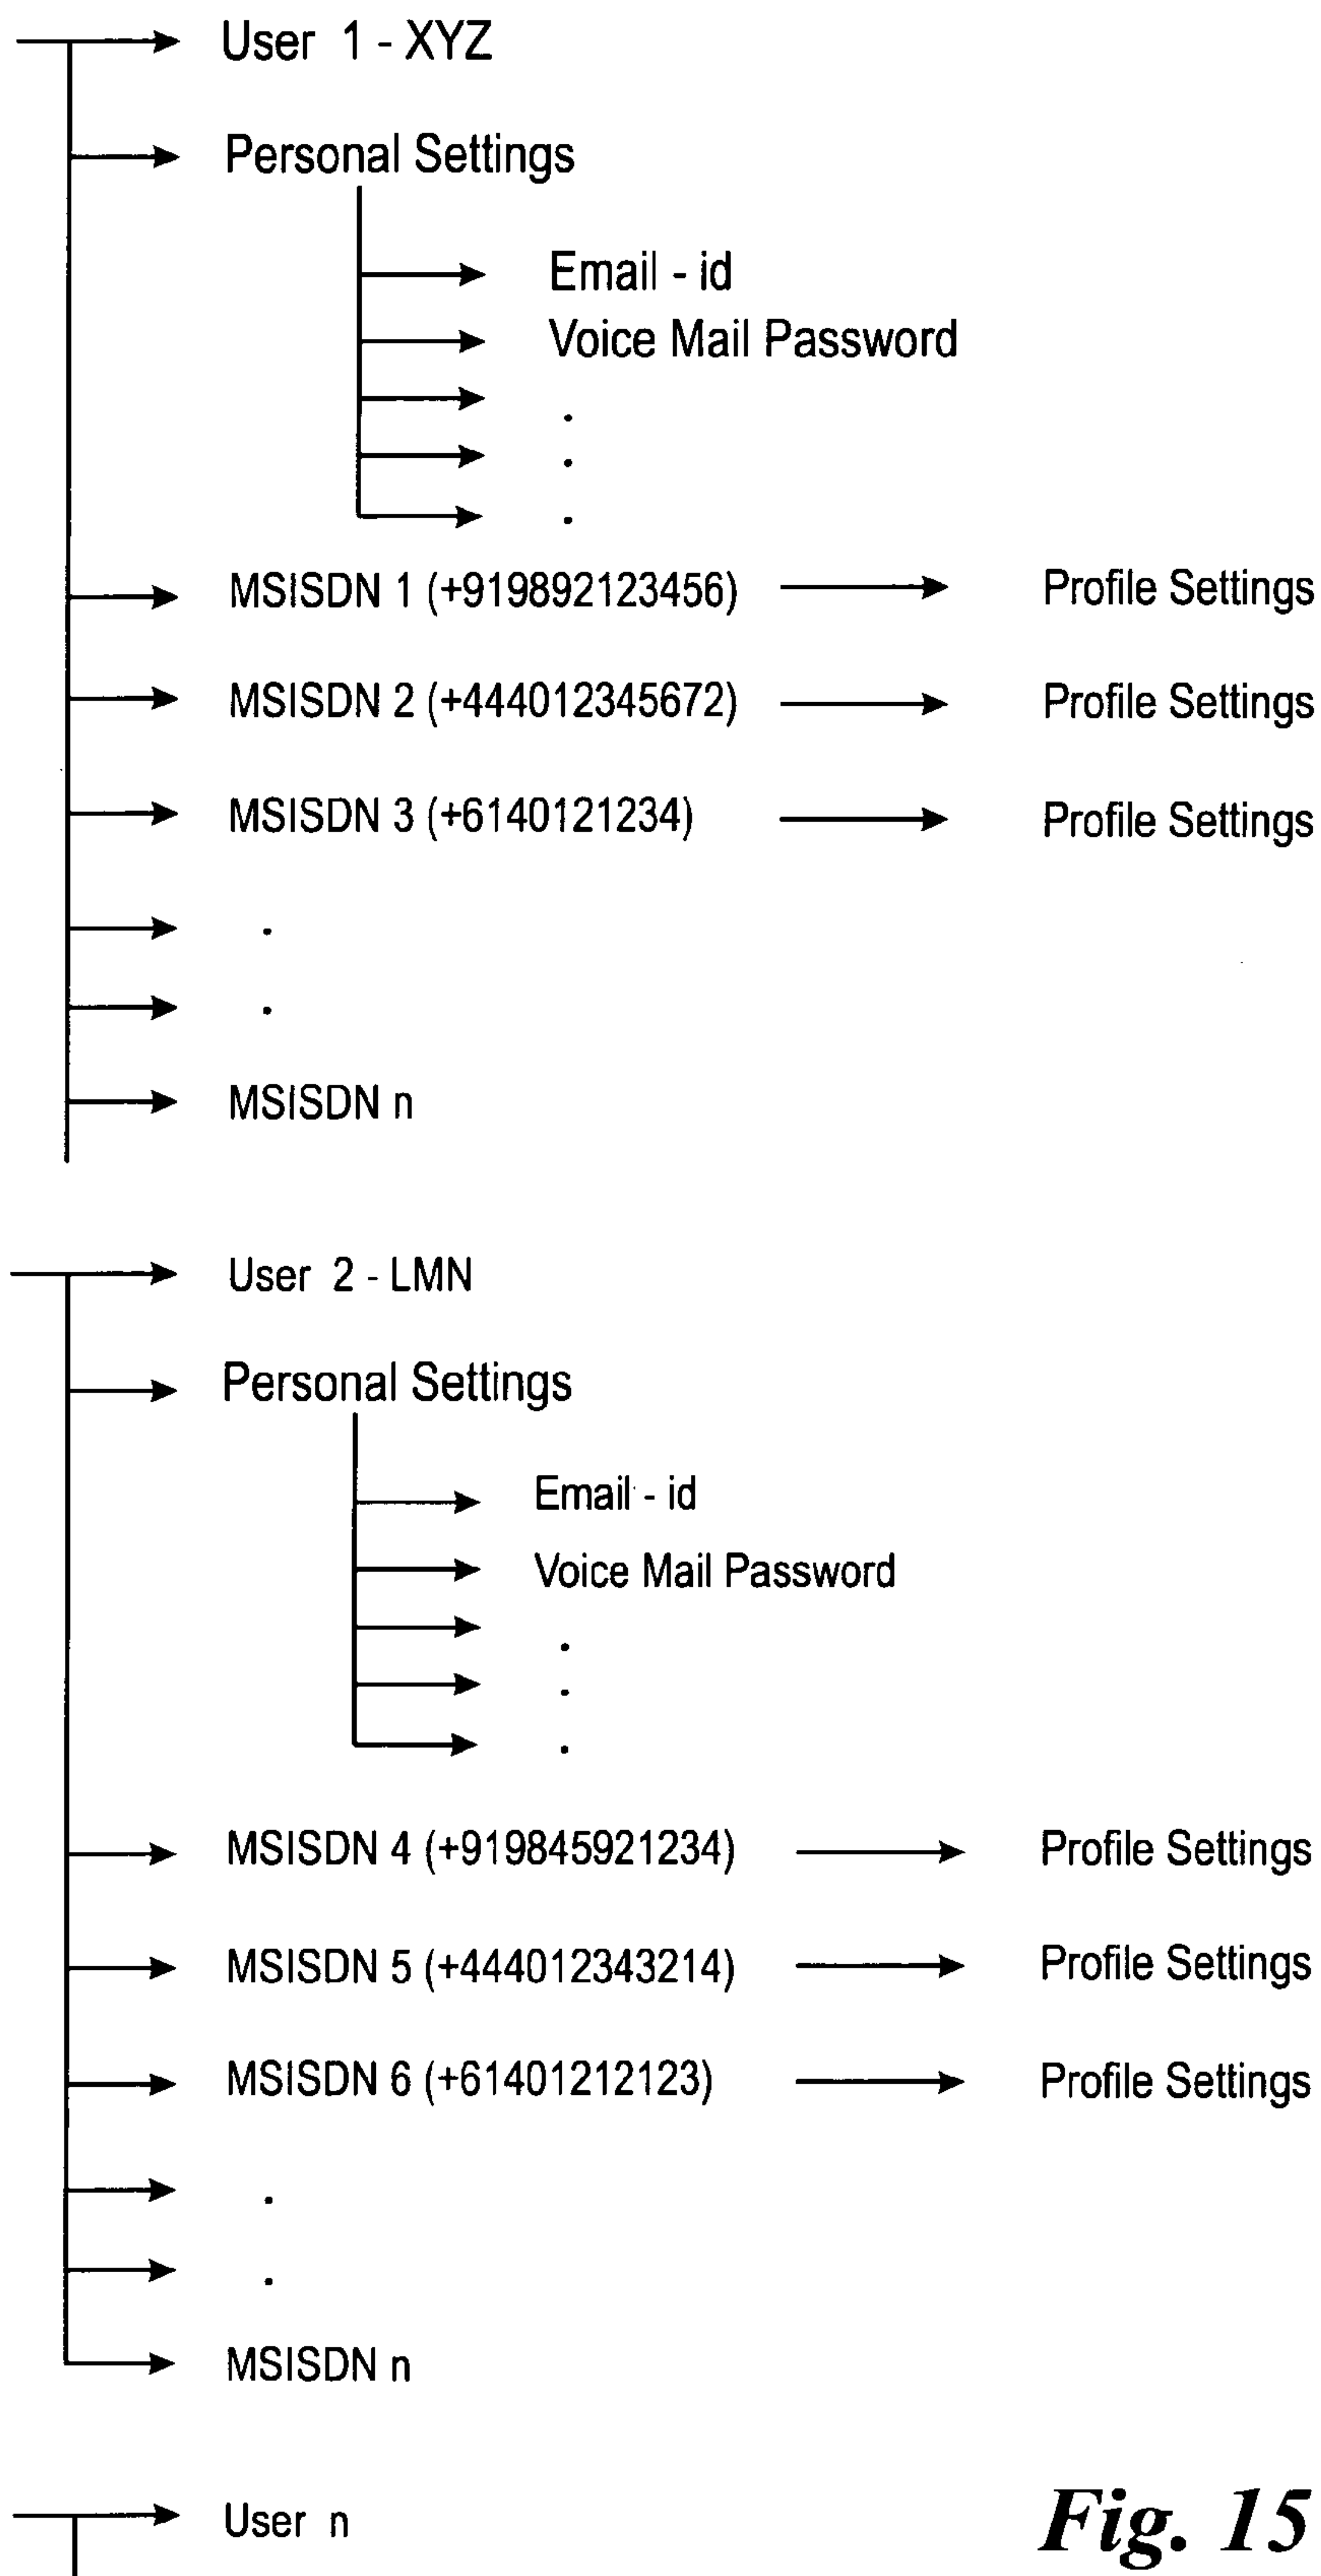 User 1 - XYZ
Personal Settings
Email - id
Voice Mail Password
.
.
.
MSISDN 1 (+919892123456) Profile Settings
MSISDN 2 (+444012345672) Profile Settings
MSISDN 3 (+6140121234) Profile Settings
.
.
MSISDN n
User 2 - LMN
Personal Settings
Email - id
Voice Mail Password
.
.
.
MSISDN 4 (+919845921234) Profile Settings
MSISDN 5 (+444012343214) Profile Settings
MSISDN 6 (+61401212123) Profile Settings
.
.
MSISDN n
User n
Fig. 15